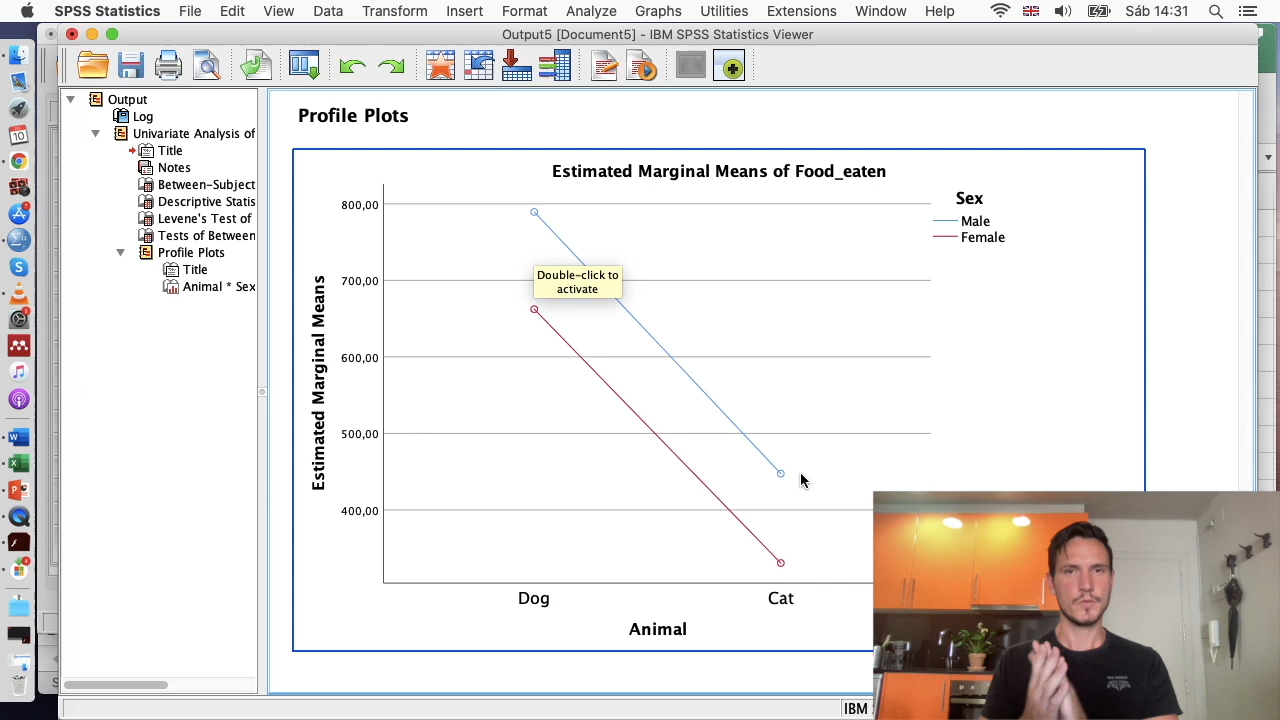 SPSS Statistics File Edit View Data Transform Insert Format Analyze Graphs Utilities Extensions Window Help Sáb 14:31
Output5 [Document5] - IBM SPSS Statistics Viewer
Output
Log
Univariate Analysis of
Title
Notes
Between-Subject
Descriptive Statis
Levene's Test of
Tests of Between
Profile Plots
Title
Animal * Sex
Profile Plots
Estimated Marginal Means of Food_eaten
Estimated Marginal Means
800,00
700,00
600,00
500,00
400,00
Double-click to
activate
Dog Cat
Animal
Sex
Male
Female
IBM